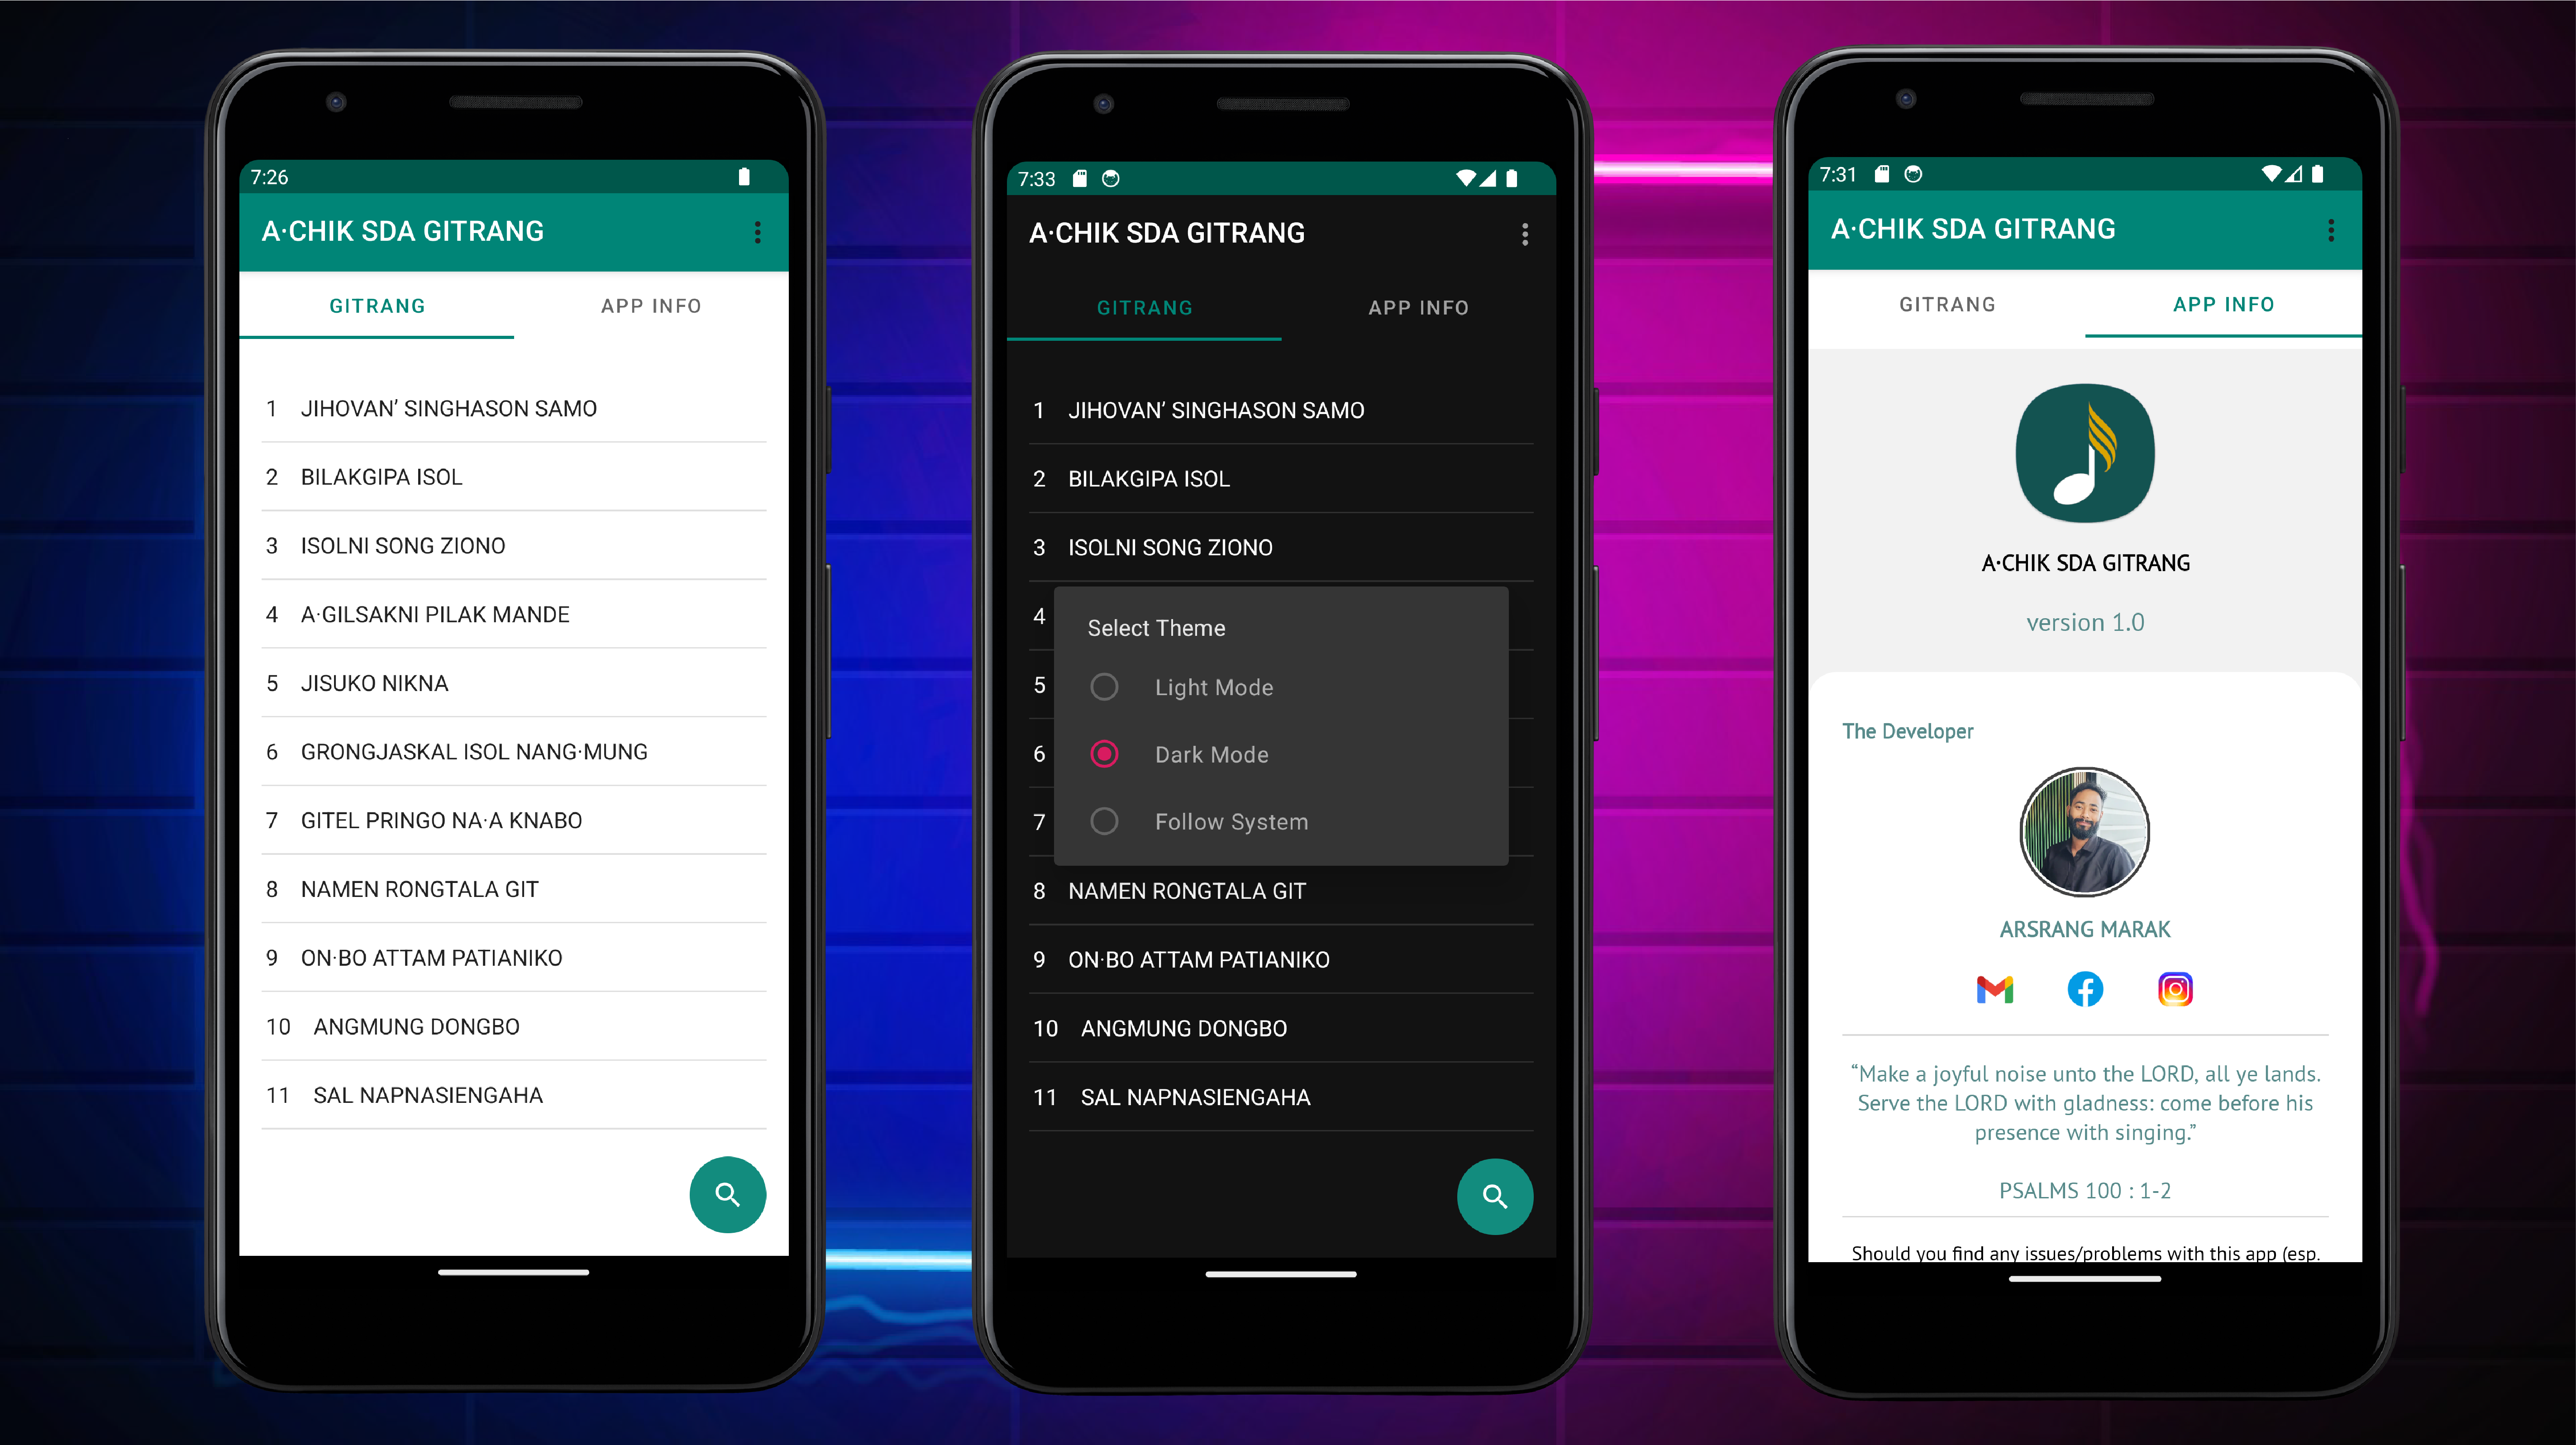 7:26
A·CHIK SDA GITRANG
GITRANG APP INFO
1 JIHOVAN’ SINGHASON SAMO
2 BILAKGIPA ISOL
3 ISOLNI SONG ZIONO
4 A·GILSAKNI PILAK MANDE
5 JISUKO NIKNA
6 GRONGJASKAL ISOL NANG·MUNG
7 GITEL PRINGO NA·A KNABO
8 NAMEN RONGTALA GIT
9 ON·BO ATTAM PATIANIKO
10 ANGMUNG DONGBO
11 SAL NAPNASIENGAHA
7:33
A·CHIK SDA GITRANG
GITRANG APP INFO
1 JIHOVAN’ SINGHASON SAMO
2 BILAKGIPA ISOL
3 ISOLNI SONG ZIONO
4
Select Theme
5 Light Mode
6 Dark Mode
7 Follow System
8 NAMEN RONGTALA GIT
9 ON·BO ATTAM PATIANIKO
10 ANGMUNG DONGBO
11 SAL NAPNASIENGAHA
7:31
A·CHIK SDA GITRANG
GITRANG APP INFO
A·CHIK SDA GITRANG
version 1.0
The Developer
ARSRANG MARAK
“Make a joyful noise unto the LORD, all ye lands.
Serve the LORD with gladness: come before his
presence with singing.”
PSALMS 100 : 1-2
Should you find any issues/problems with this app (esp.